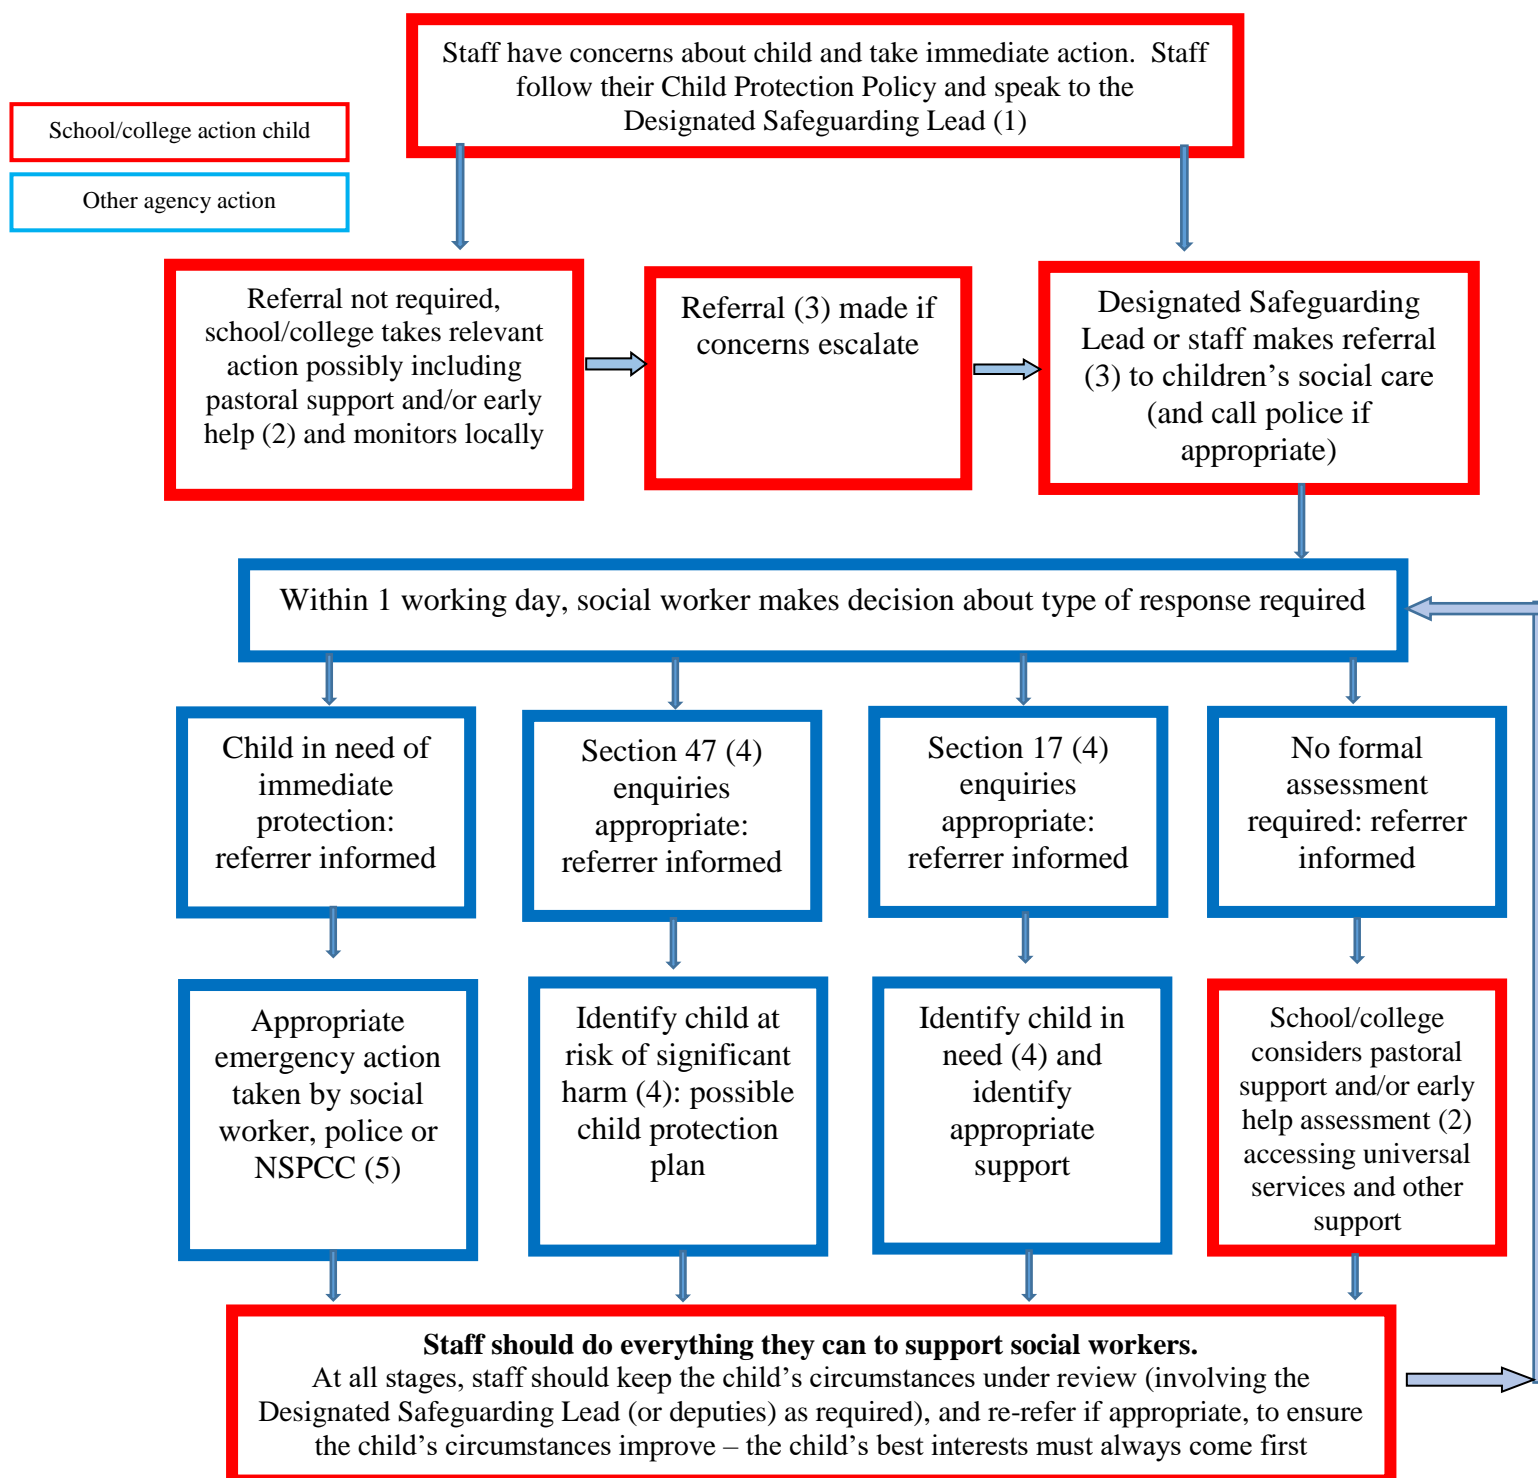 Staff have concerns about child and take immediate action.  Staff
follow their Child Protection Policy and speak to the
Designated Safeguarding Lead (1)
School/college action child
Other agency action
Referral not required,
school/college takes relevant
action possibly including
pastoral support and/or early
help (2) and monitors locally
Referral (3) made if
concerns escalate
Designated Safeguarding
Lead or staff makes referral
(3) to children’s social care
(and call police if
appropriate)
Within 1 working day, social worker makes decision about type of response required
Child in need of
immediate
protection:
referrer informed
Section 47 (4)
enquiries
appropriate:
referrer informed
Section 17 (4)
enquiries
appropriate:
referrer informed
No formal
assessment
required: referrer
informed
Appropriate
emergency action
taken by social
worker, police or
NSPCC (5)
Identify child at
risk of significant
harm (4): possible
child protection
plan
Identify child in
need (4) and
identify
appropriate
support
School/college
considers pastoral
support and/or early
help assessment (2)
accessing universal
services and other
support
Staff should do everything they can to support social workers.
At all stages, staff should keep the child’s circumstances under review (involving the
Designated Safeguarding Lead (or deputies) as required), and re-refer if appropriate, to ensure
the child’s circumstances improve – the child’s best interests must always come first